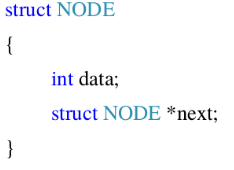 struct NODE
{
int data;
struct NODE *next;
}